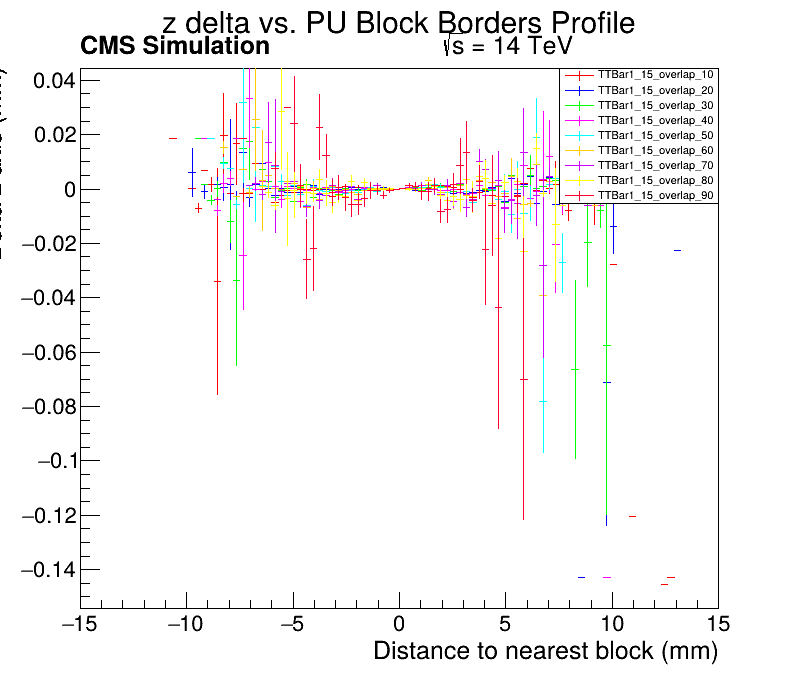 z delta vs. PU Block Borders Profile
CMS Simulation
√s = 14 TeV
TTBar1_15_overlap_10
TTBar1_15_overlap_20
TTBar1_15_overlap_30
TTBar1_15_overlap_40
TTBar1_15_overlap_50
TTBar1_15_overlap_60
TTBar1_15_overlap_70
TTBar1_15_overlap_80
TTBar1_15_overlap_90
0.04
0.02
0
−0.02
−0.04
−0.06
−0.08
−0.1
−0.12
−0.14
−15 −10 −5 0 5 10 15
Distance to nearest block (mm)